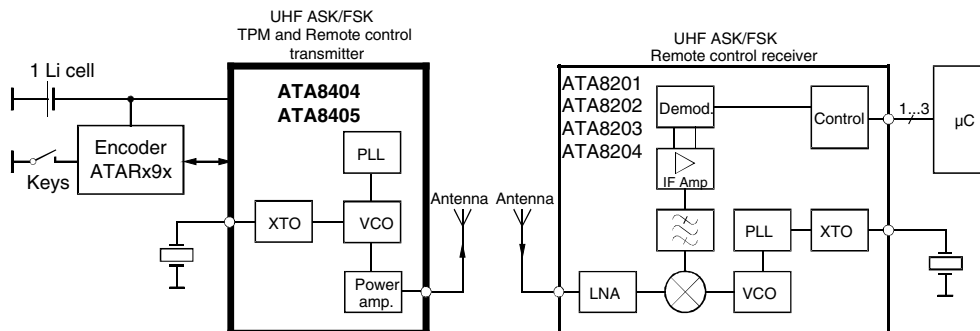 UHF ASK/FSK
TPM and Remote control
transmitter
1 Li cell
ATA8404
ATA8405
Encoder
ATARx9x
Keys
PLL
XTO
VCO
Power
amp.
Antenna
Antenna
UHF ASK/FSK
Remote control receiver
ATA8201
ATA8202
ATA8203
ATA8204
Demod.
Control
1...3
µC
IF Amp
PLL
XTO
LNA
VCO